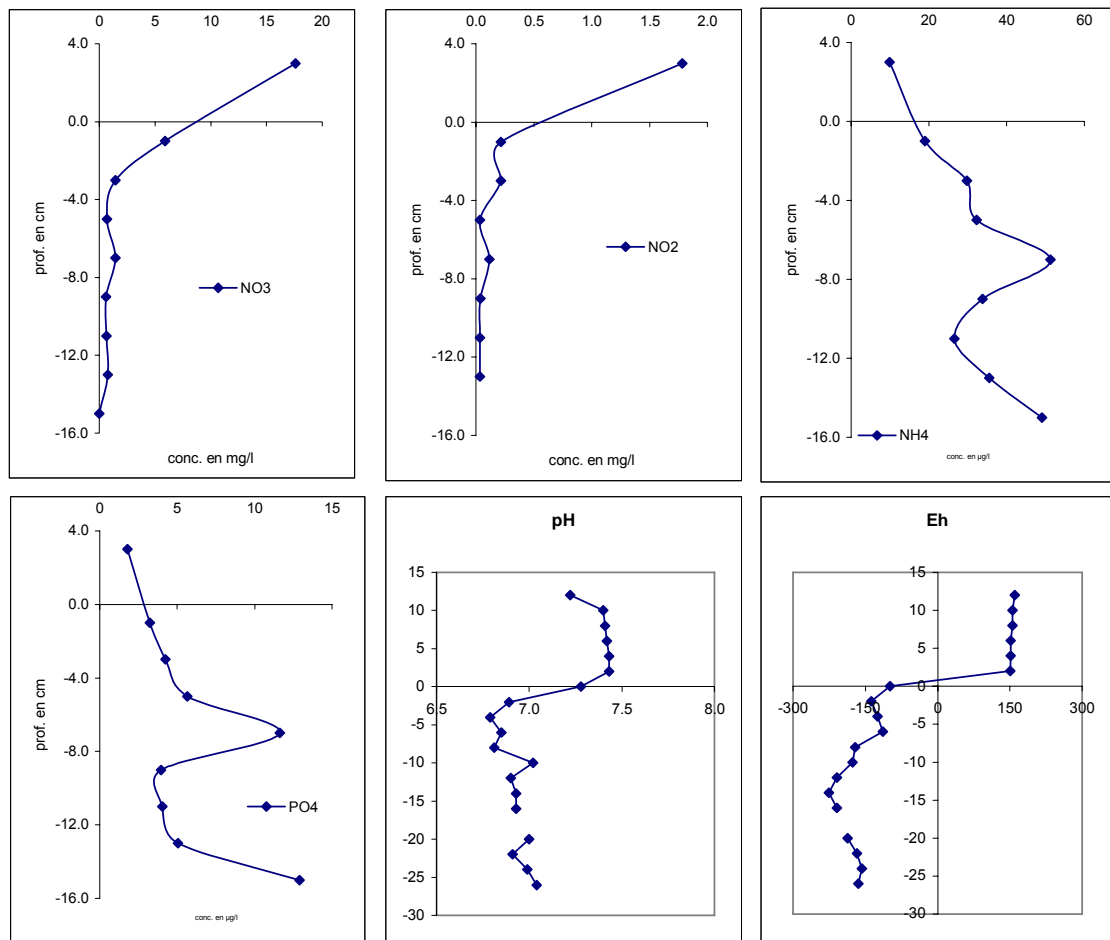 0 5 10 15 20
4.0
0.0
-4.0
-8.0
-12.0
-16.0
prof. en cm
NO3
conc. en mg/l
0.0 0.5 1.0 1.5 2.0
4.0
0.0
-4.0
-8.0
-12.0
-16.0
prof. en cm
NO2
conc. en mg/l
0 20 40 60
4.0
0.0
-4.0
-8.0
-12.0
-16.0
prof. en cm
NH4
conc. en µg/l
0 5 10 15
4.0
0.0
-4.0
-8.0
-12.0
-16.0
prof. en cm
PO4
conc. en µg/l
pH
15
10
5
0
-5
-10
-15
-20
-25
-30
6.5 7.0 7.5 8.0
Eh
15
10
5
0
-5
-10
-15
-20
-25
-30
-300 -150 0 150 300